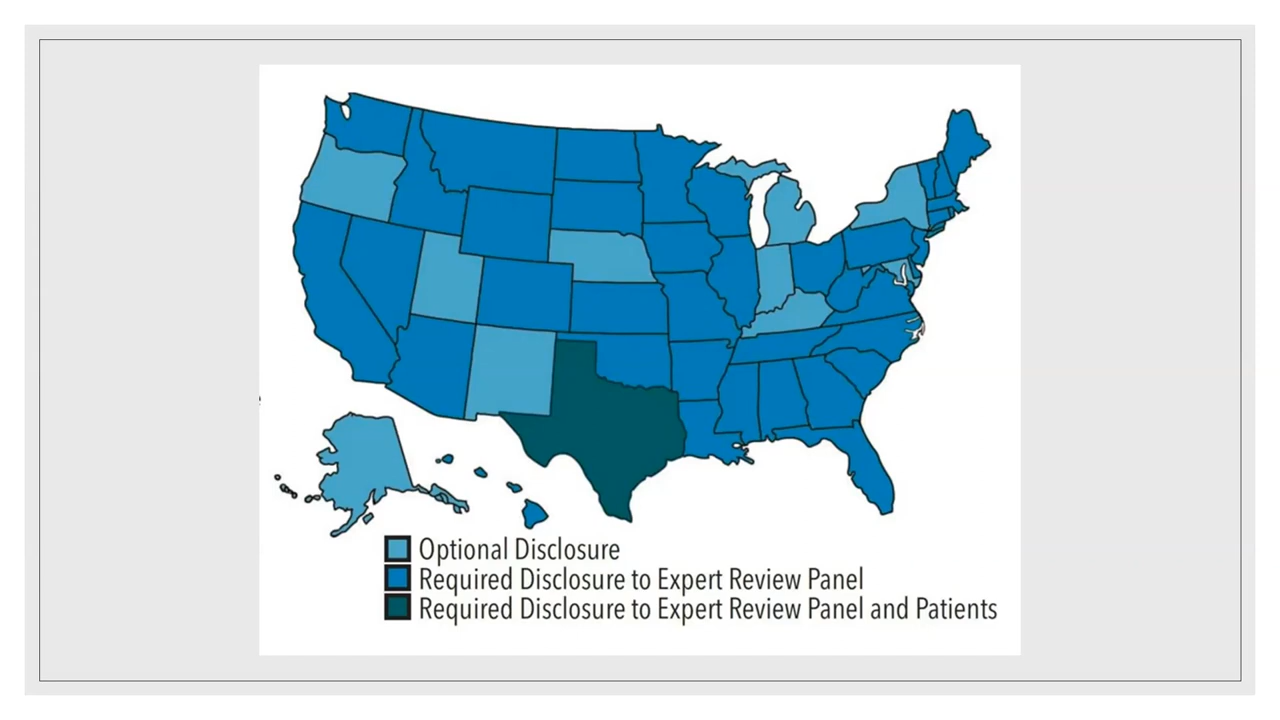 Optional Disclosure
Required Disclosure to Expert Review Panel
Required Disclosure to Expert Review Panel and Patients